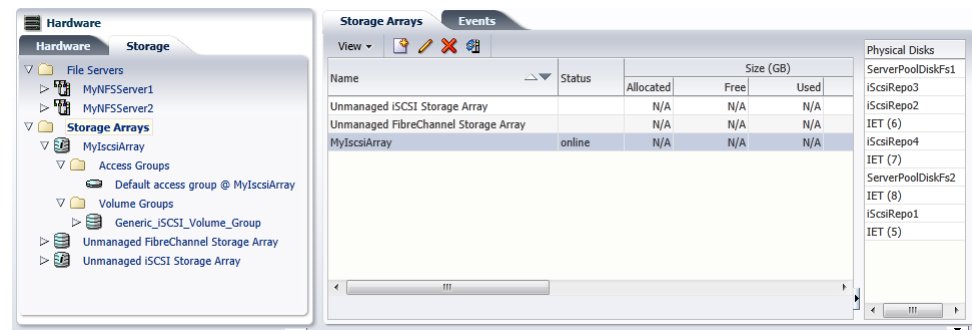 Hardware
Hardware Storage
File Servers
MyNFSServer1
MyNFSServer2
Storage Arrays
MyIscsiArray
Access Groups
Default access group @ MyIscsiArray
Volume Groups
Generic_iSCSI_Volume_Group
Unmanaged FibreChannel Storage Array
Unmanaged iSCSI Storage Array
Storage Arrays Events
View
Name Status Size (GB)
Allocated Free Used
Unmanaged iSCSI Storage Array N/A N/A N/A
Unmanaged FibreChannel Storage Array N/A N/A N/A
MyIscsiArray online N/A N/A N/A
Physical Disks
ServerPoolDiskFs1
iScsiRepo3
iScsiRepo2
IET (6)
iScsiRepo4
IET (7)
ServerPoolDiskFs2
IET (8)
iScsiRepo1
IET (5)